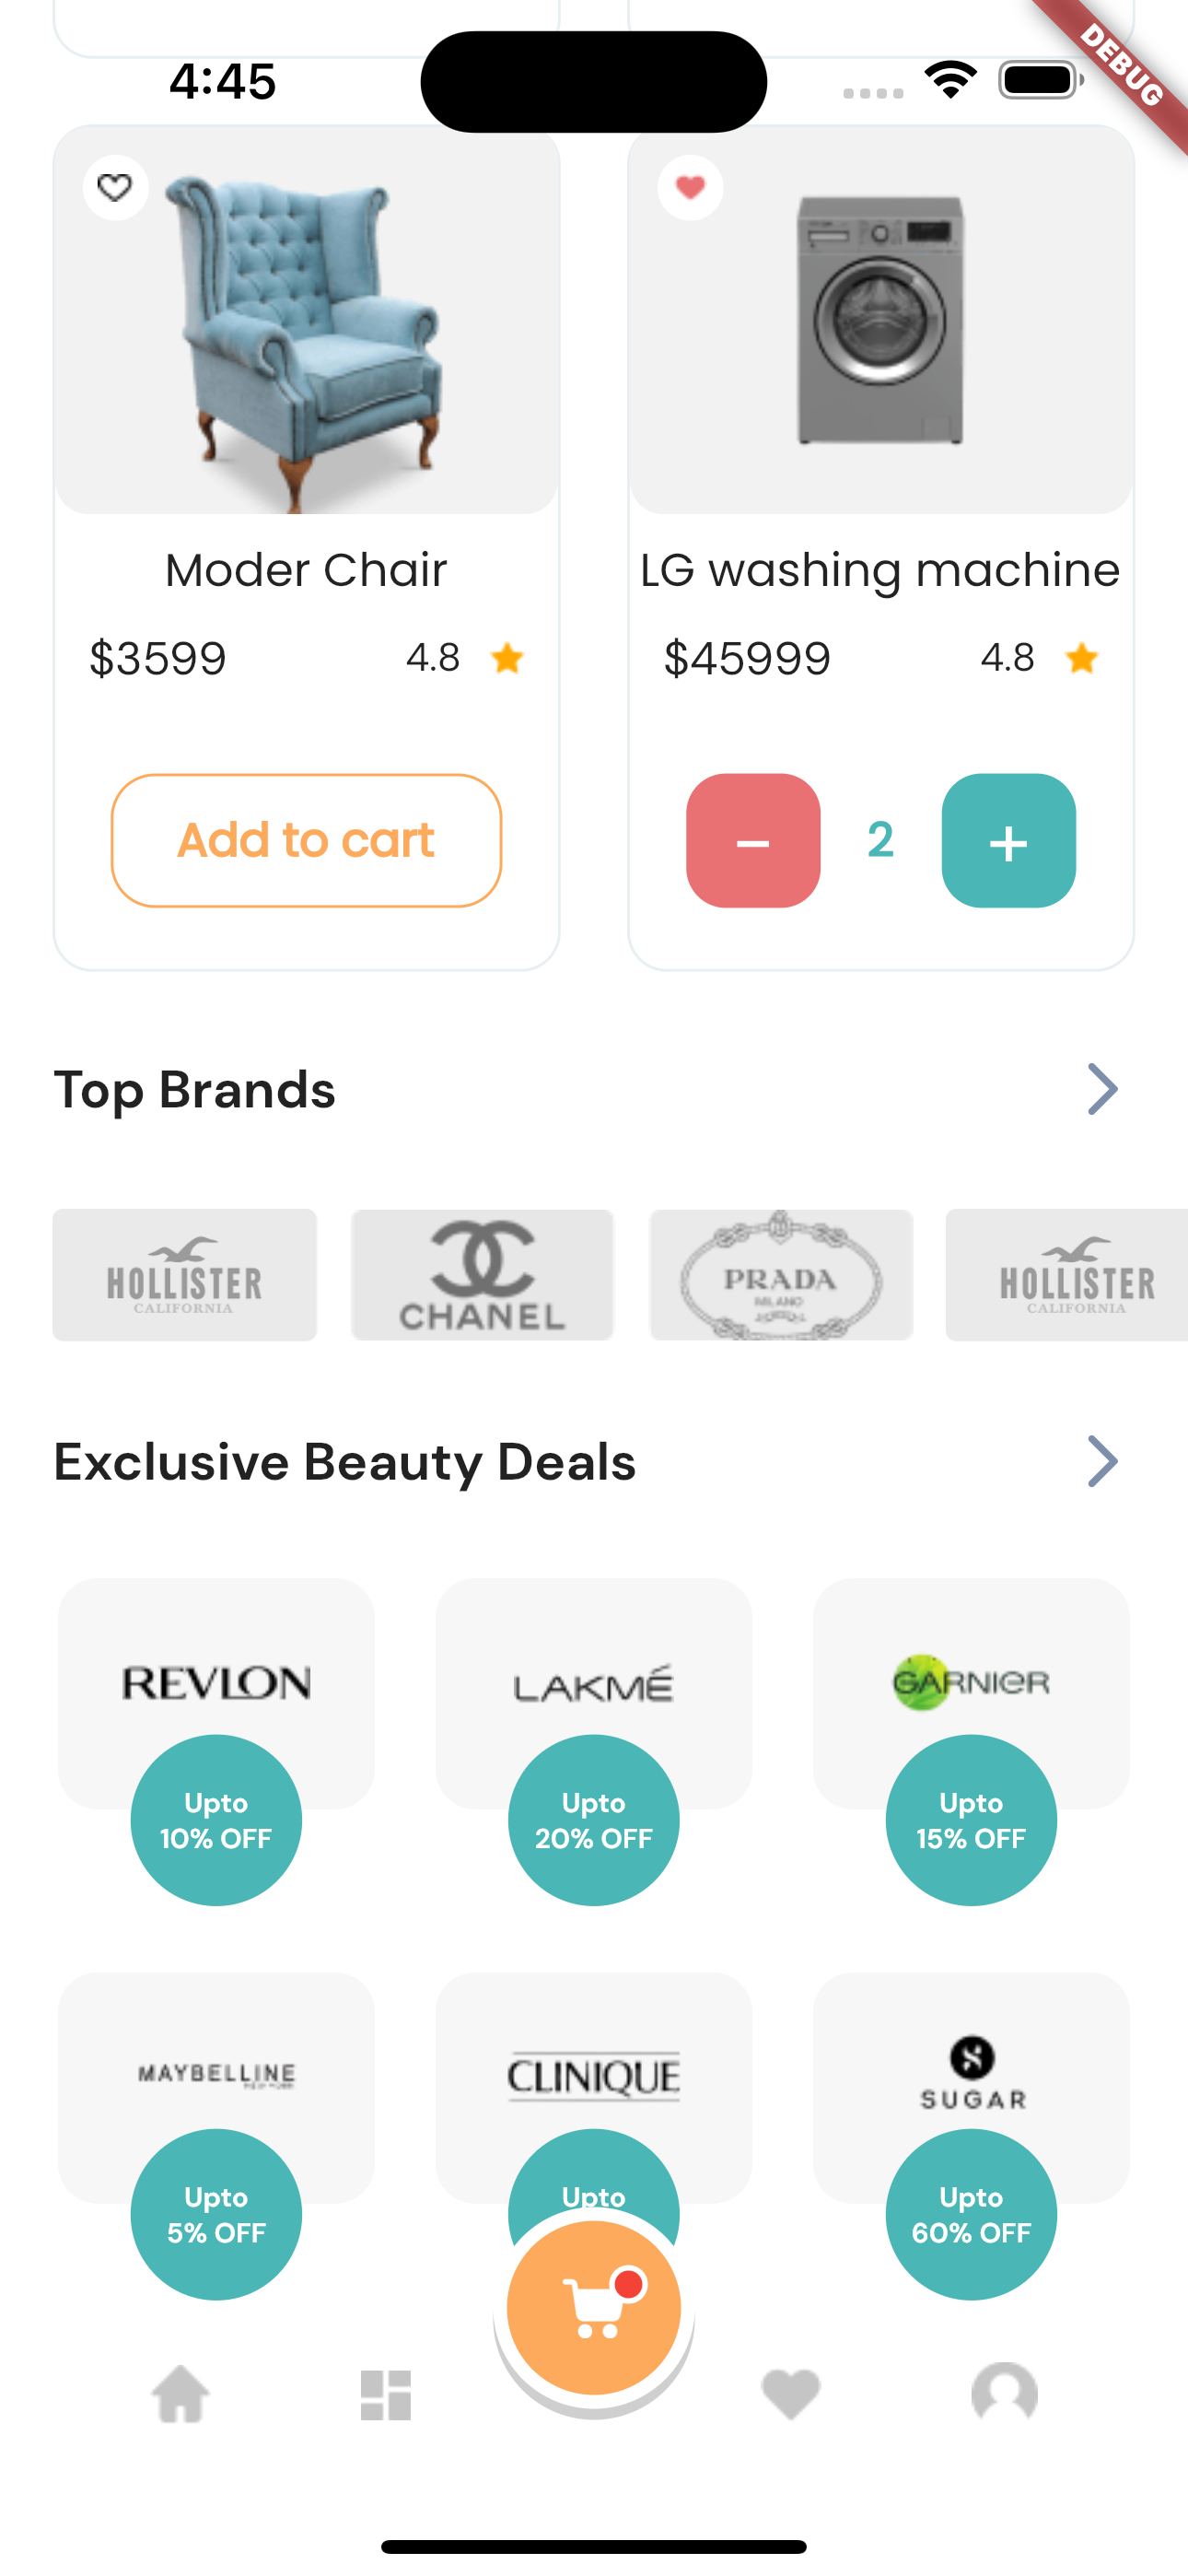 4:45
DEBUG
Moder Chair
LG washing machine
$3599
4.8
$45999
4.8
Add to cart
−
2
+
Top Brands
HOLLISTER
CALIFORNIA
CHANEL
PRADA
MILANO
HOLLISTER
CALIFORNIA
Exclusive Beauty Deals
REVLON
LAKMÉ
GARNIER
Upto
10% OFF
Upto
20% OFF
Upto
15% OFF
MAYBELLINE
CLINIQUE
SUGAR
Upto
5% OFF
Upto
Upto
60% OFF